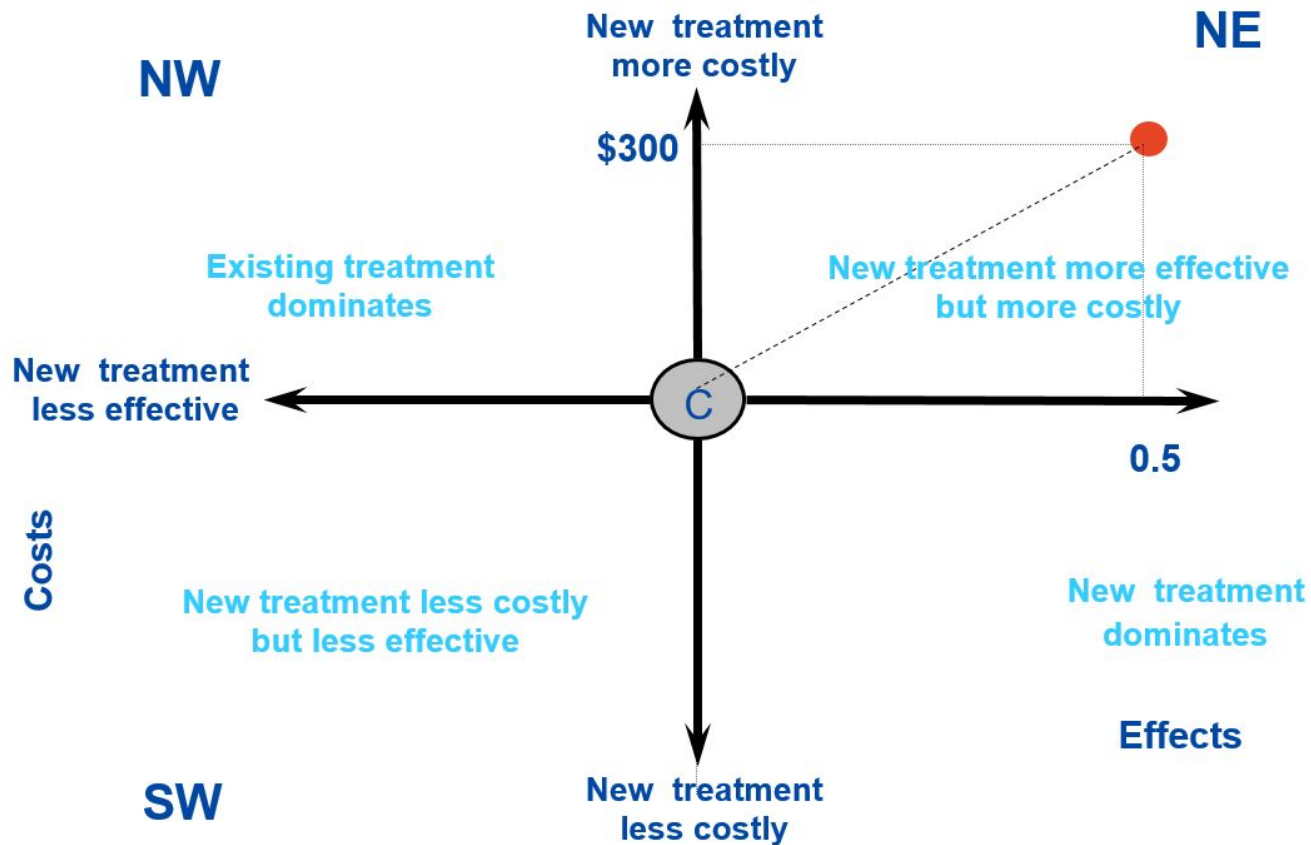 New treatment
more costly
NE
NW
$300
Existing treatment
dominates
New treatment more effective
but more costly
New treatment
less effective
C
0.5
Costs
New treatment less costly
but less effective
New treatment
dominates
Effects
SW
New treatment
less costly